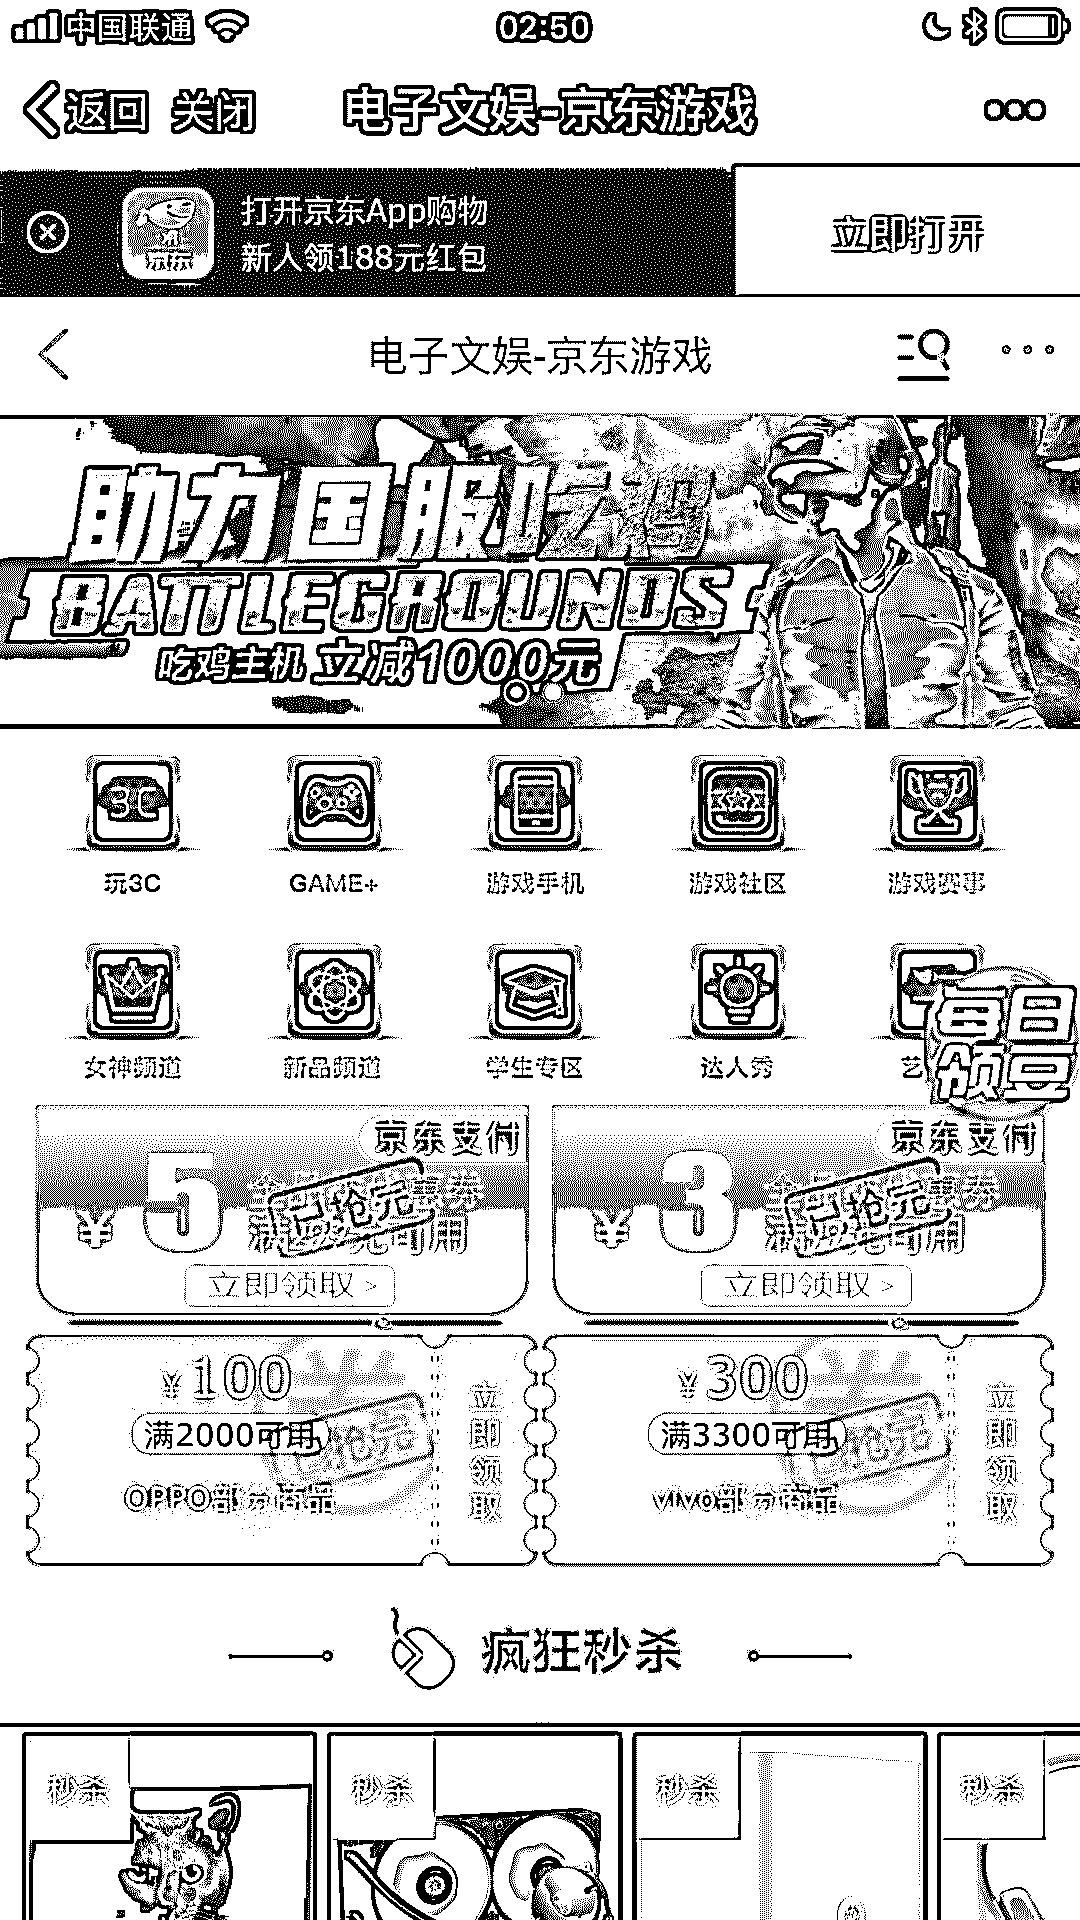 中国联通 02:50
返回 关闭 电子文娱-京东游戏
打开京东App购物
新人领188元红包
立即打开
京东
电子文娱-京东游戏
助力国服吃鸡
BATTLEGROUNDS
吃鸡主机 立减1000元
3C
玩3C GAME+ 游戏手机 游戏社区 游戏赛事
女神频道 新品频道 学生专区 达人秀 艺
每日
领豆
京东支付 京东支付
¥5
已抢完
立即领取 >
¥3
已抢完
立即领取 >
¥100
满2000可用
OPPO部分商品
立即领取
¥300
满3300可用
vivo部分商品
立即领取
疯狂秒杀
秒杀 秒杀 秒杀 秒杀